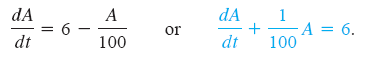 dA/dt = 6 − A/100 or dA/dt + 1/100 A = 6.